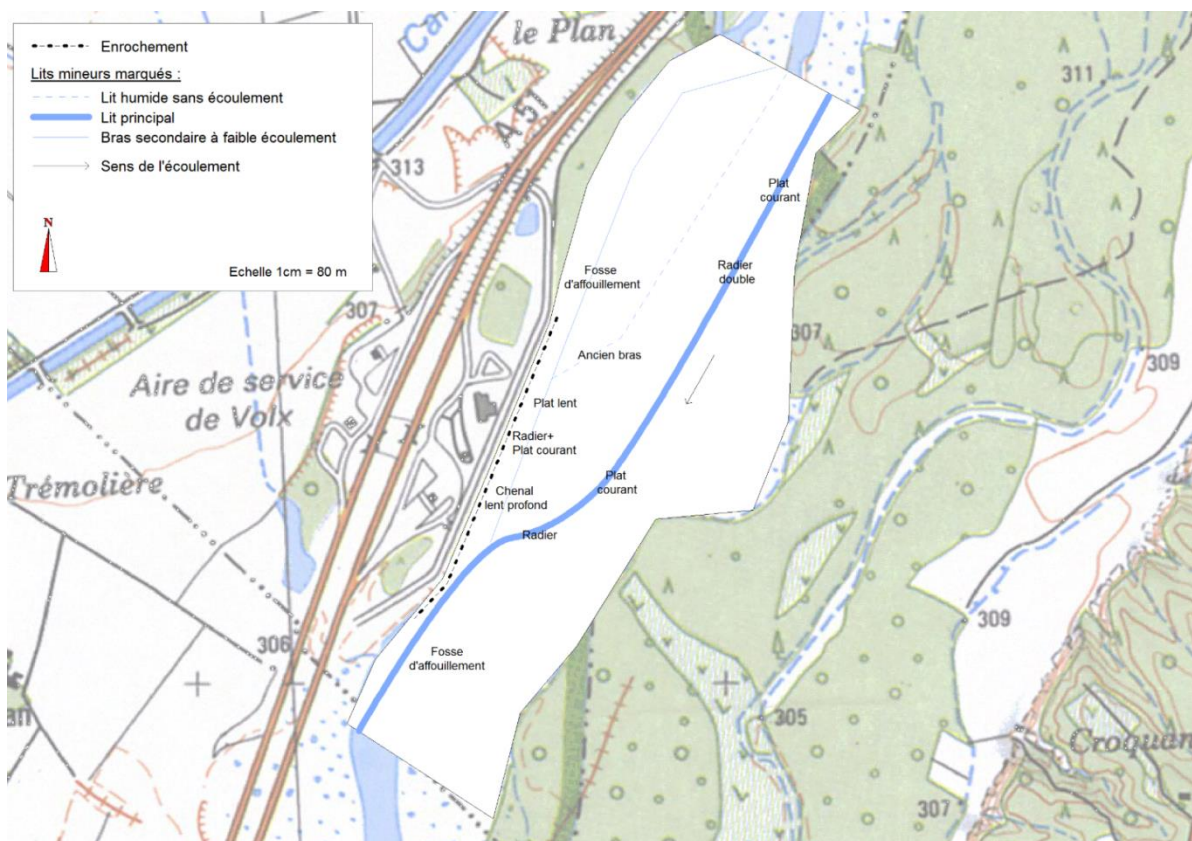 Enrochement
Lits mineurs marqués :
Lit humide sans écoulement
Lit principal
Bras secondaire à faible écoulement
Sens de l'écoulement
N
Echelle 1cm = 80 m
le Plan
A 5
311
313
Plat
courant
Fosse
d'affouillement
Radier
double
307
307
309
Aire de service
de Volx
Ancien bras
Plat lent
Radier+
Plat courant
Trémolière
Chenal
lent profond
Plat
courant
Radier
309
306
Fosse
d'affouillement
305
307